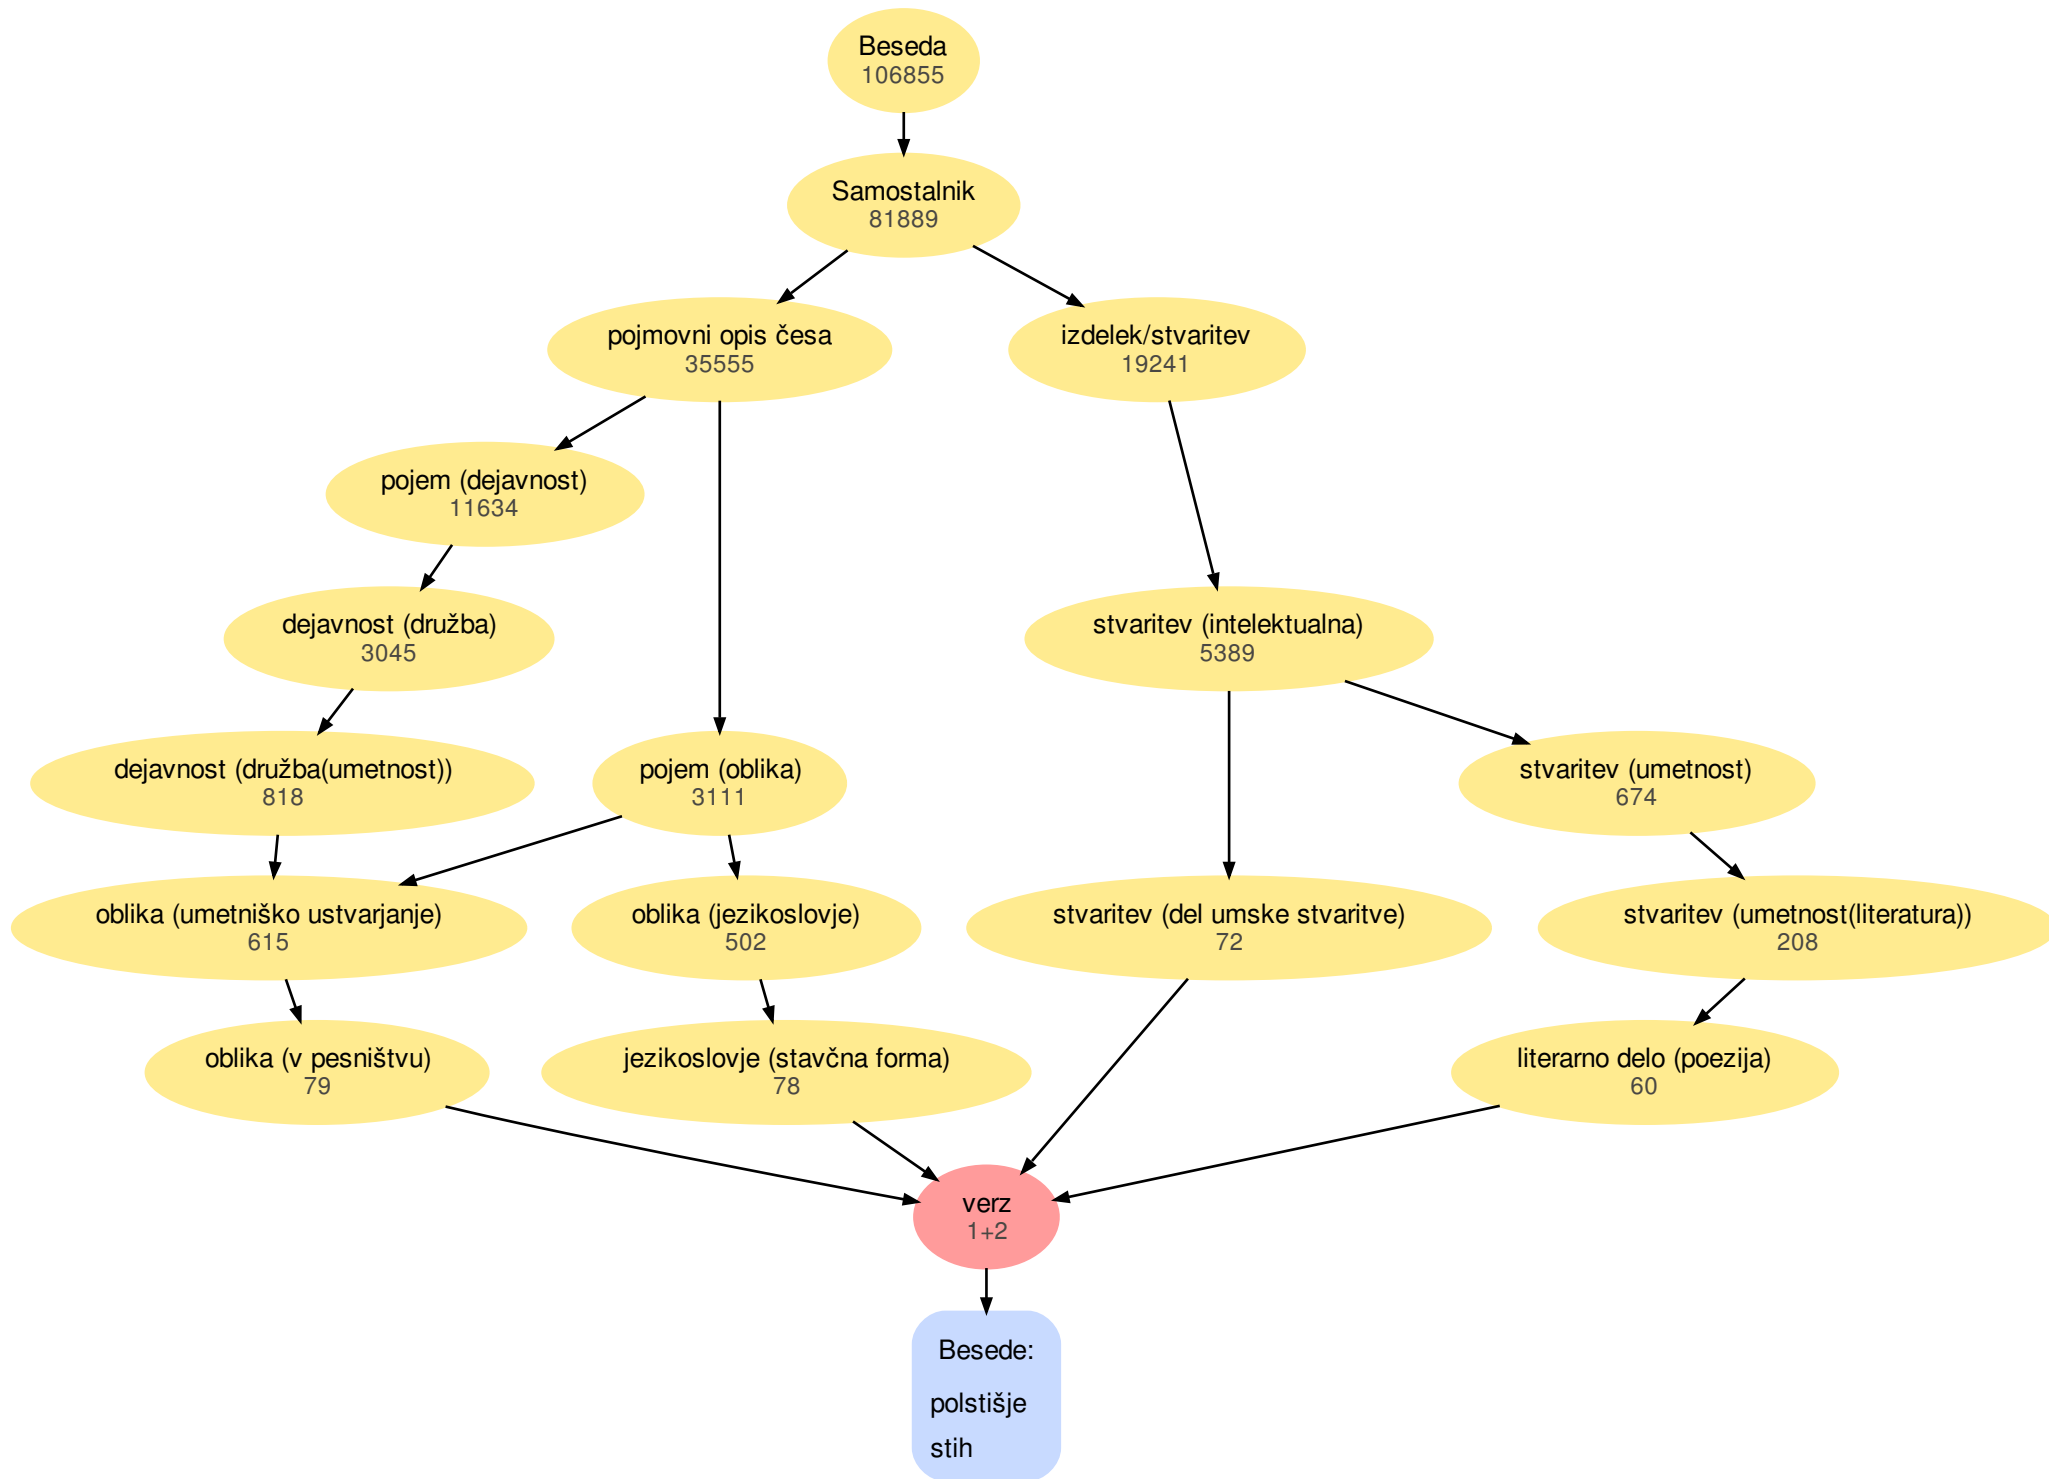 Beseda
106855
Samostalnik
81889
pojmovni opis česa
35555
izdelek/stvaritev
19241
pojem (dejavnost)
11634
dejavnost (družba)
3045
stvaritev (intelektualna)
5389
dejavnost (družba(umetnost))
818
pojem (oblika)
3111
stvaritev (umetnost)
674
oblika (umetniško ustvarjanje)
615
oblika (jezikoslovje)
502
stvaritev (del umske stvaritve)
72
stvaritev (umetnost(literatura))
208
oblika (v pesništvu)
79
jezikoslovje (stavčna forma)
78
literarno delo (poezija)
60
verz
1+2
Besede:
polstišje
stih